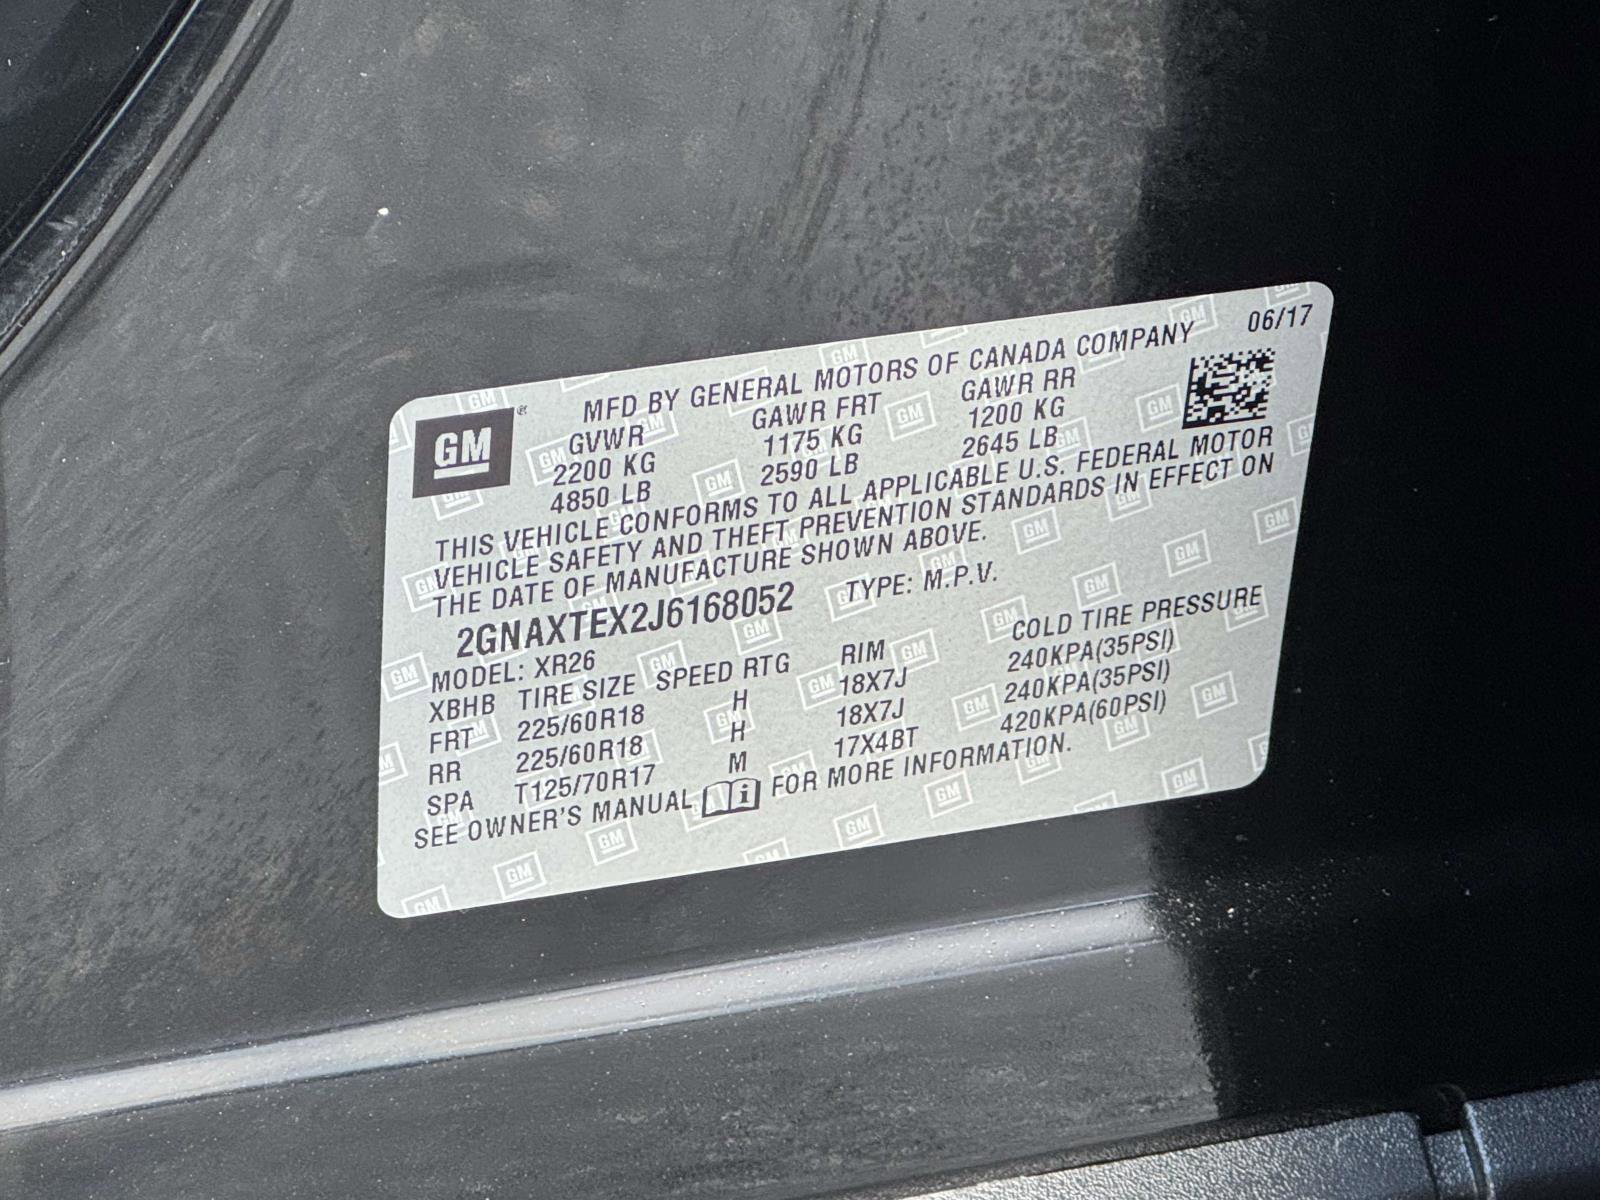 06/17
MFD BY GENERAL MOTORS OF CANADA COMPANY
GM ®
GVWR GAWR FRT GAWR RR
2200 KG 1175 KG 1200 KG
4850 LB 2590 LB 2645 LB
THIS VEHICLE CONFORMS TO ALL APPLICABLE U.S. FEDERAL MOTOR
VEHICLE SAFETY AND THEFT PREVENTION STANDARDS IN EFFECT ON
THE DATE OF MANUFACTURE SHOWN ABOVE.
2GNAXTEX2J6168052 TYPE: M.P.V.
MODEL: XR26
XBHB TIRE SIZE SPEED RTG RIM COLD TIRE PRESSURE
FRT 225/60R18 H 18X7J 240KPA(35PSI)
RR 225/60R18 H 18X7J 240KPA(35PSI)
SPA T125/70R17 M 17X4BT 420KPA(60PSI)
SEE OWNER'S MANUAL i FOR MORE INFORMATION.